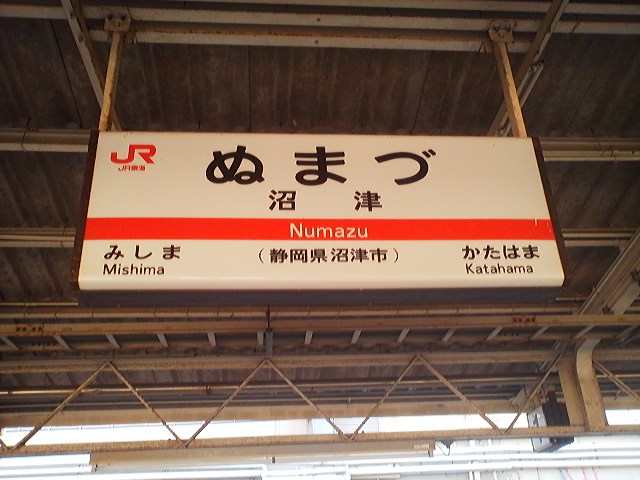 JR
JR東海
ぬまづ
沼津
Numazu
みしま
Mishima
(静岡県沼津市)
かたはま
Katahama